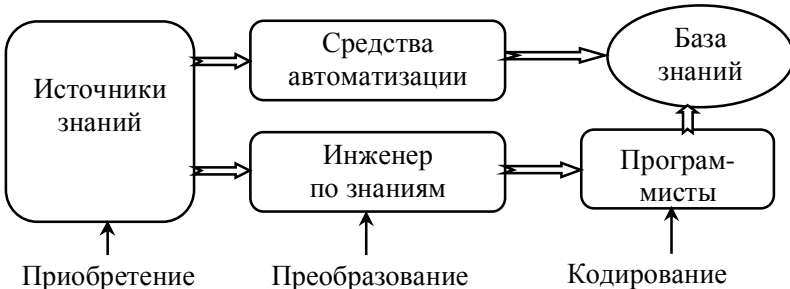 Источники
знаний
Средства
автоматизации
База
знаний
Инженер
по знаниям
Програм-
мисты
Приобретение
Преобразование
Кодирование